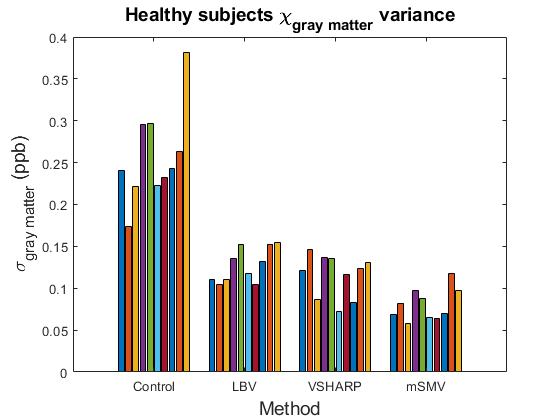 Healthy subjects χgray matter variance
0.4
0.35
0.3
0.25
0.2
0.15
0.1
0.05
0
σgray matter (ppb)
Control LBV VSHARP mSMV
Method